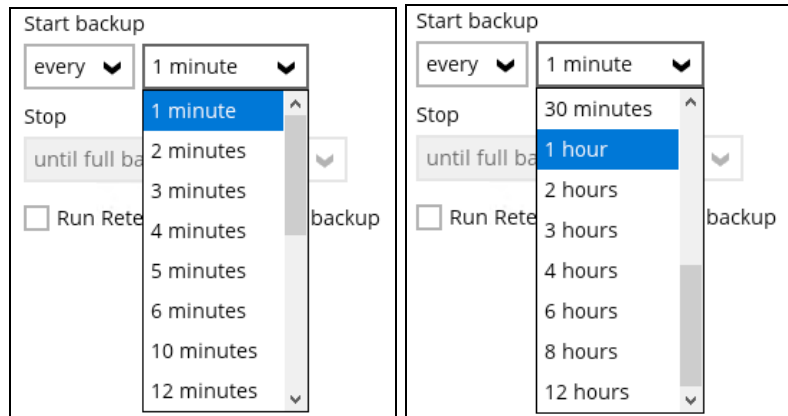 Start backup
every 1 minute
1 minute
Stop
2 minutes
until full ba
3 minutes
Run Rete backup
4 minutes
5 minutes
6 minutes
10 minutes
12 minutes
Start backup
every 1 minute
30 minutes
Stop
1 hour
until full ba
2 hours
Run Rete backup
3 hours
4 hours
6 hours
8 hours
12 hours